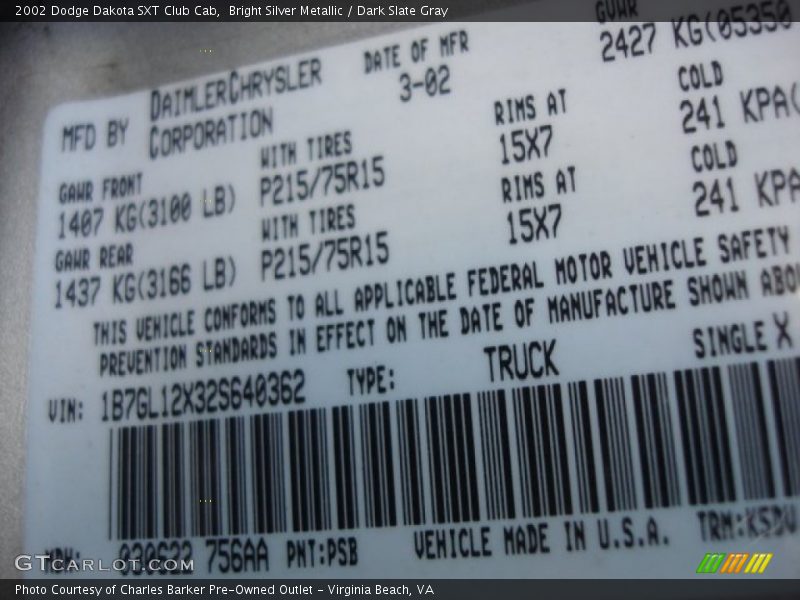 2002 Dodge Dakota SXT Club Cab, Bright Silver Metallic / Dark Slate Gray
MFD BY DAIMLERCHRYSLER CORPORATION
DATE OF MFR
3-02
GVWR
2427 KG(05350
GAWR FRONT
1407 KG(3100 LB)
WITH TIRES
P215/75R15
RIMS AT
15X7
COLD
241 KPA(
GAWR REAR
1437 KG(3166 LB)
WITH TIRES
P215/75R15
RIMS AT
15X7
COLD
241 KPA
THIS VEHICLE CONFORMS TO ALL APPLICABLE FEDERAL MOTOR VEHICLE SAFETY
PREVENTION STANDARDS IN EFFECT ON THE DATE OF MANUFACTURE SHOWN ABO
VIN: 1B7GL12X32S640362 TYPE: TRUCK SINGLE X
030622 756AA PNT:PSB VEHICLE MADE IN U.S.A. TRM:K5DV
GTCARLOT.COM
Photo Courtesy of Charles Barker Pre-Owned Outlet - Virginia Beach, VA